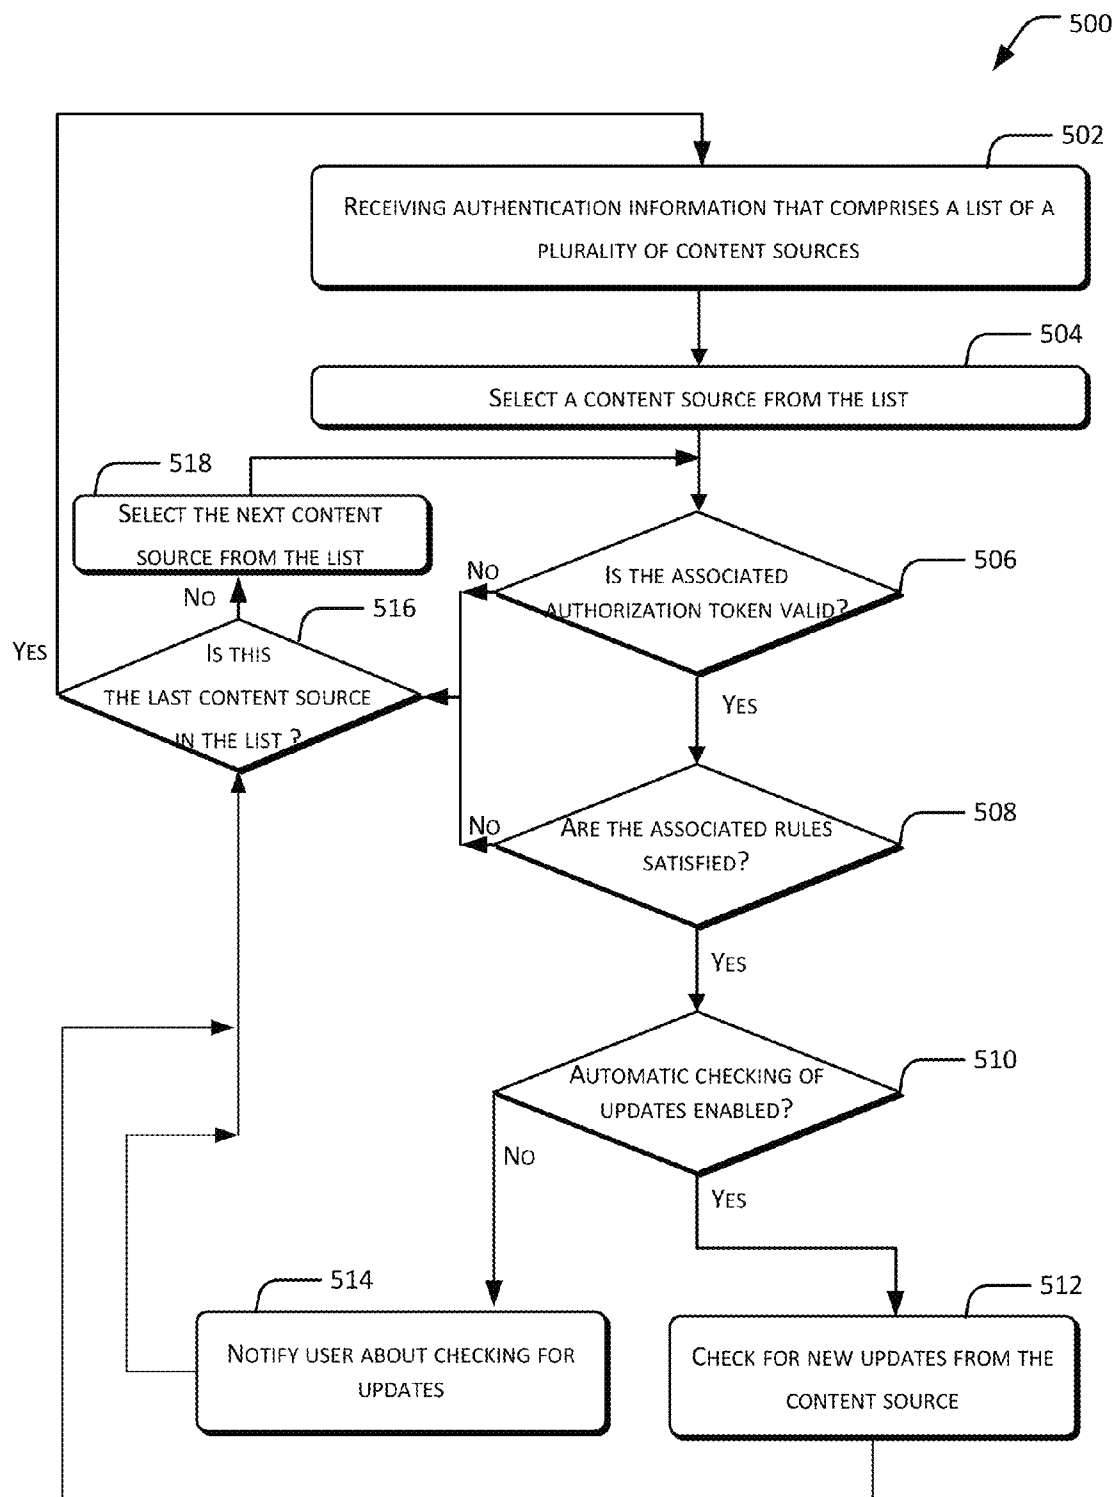 500
502
Receiving authentication information that comprises a list of a
plurality of content sources
504
Select a content source from the list
518
Select the next content
source from the list
No
506
Is the associated
authorization token valid?
No
516
Yes
Is this
the last content source
in the list ?
Yes
508
No
Are the associated rules
satisfied?
Yes
510
Automatic checking of
updates enabled?
No
Yes
514
512
Notify user about checking for
updates
Check for new updates from the
content source